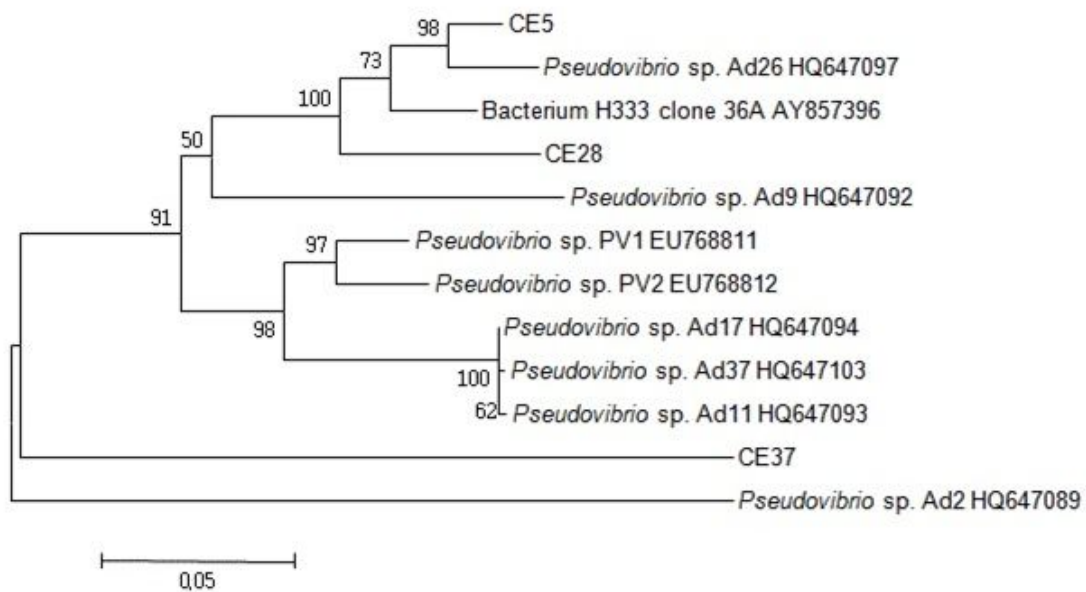 98
CE5
Pseudovibrio sp. Ad26 HQ647097
73
Bacterium H333 clone 36A AY857396
100
CE28
50
Pseudovibrio sp. Ad9 HQ647092
91
Pseudovibrio sp. PV1 EU768811
97
Pseudovibrio sp. PV2 EU768812
98
Pseudovibrio sp. Ad17 HQ647094
Pseudovibrio sp. Ad37 HQ647103
100
62
Pseudovibrio sp. Ad11 HQ647093
CE37
Pseudovibrio sp. Ad2 HQ647089
0,05